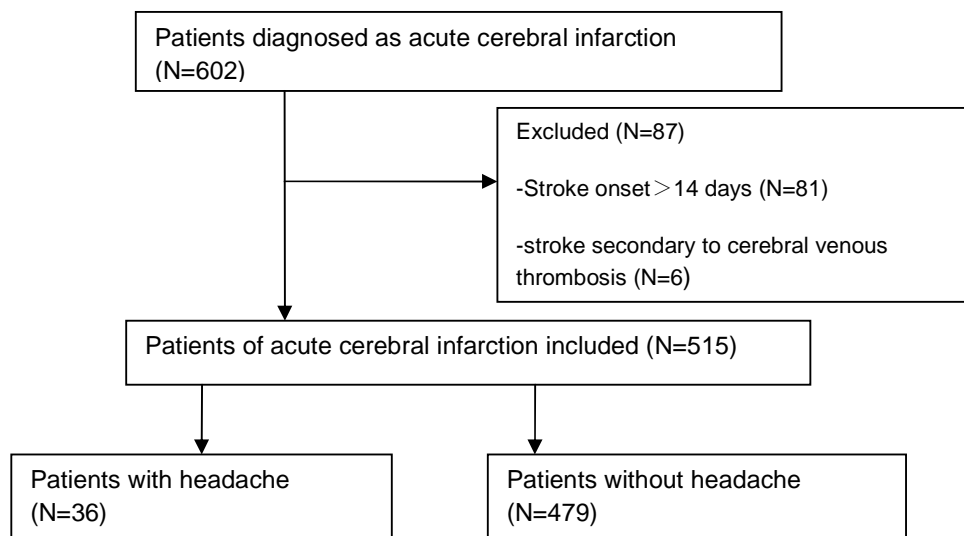 Patients diagnosed as acute cerebral infarction
(N=602)
Excluded (N=87)
-Stroke onset＞14 days (N=81)
-stroke secondary to cerebral venous
thrombosis (N=6)
Patients of acute cerebral infarction included (N=515)
Patients with headache
(N=36)
Patients without headache
(N=479)